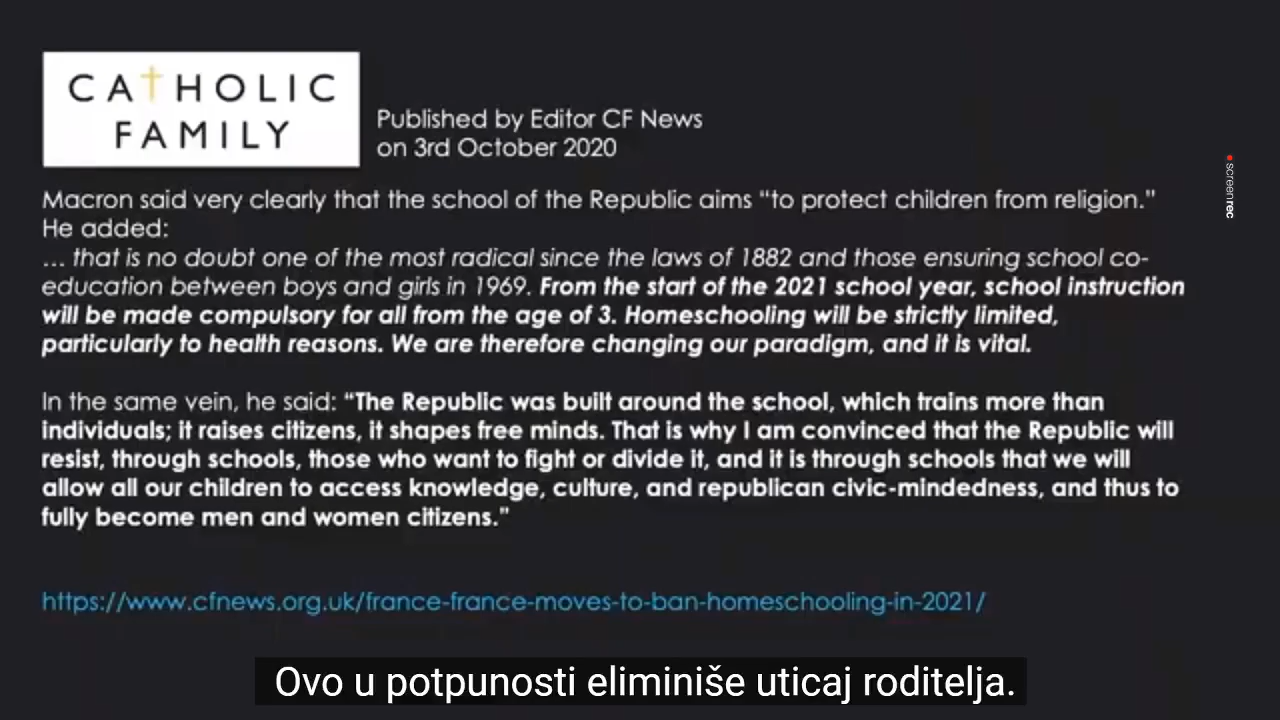 CATHOLIC
FAMILY
Published by Editor CF News
on 3rd October 2020
screenrec
Macron said very clearly that the school of the Republic aims “to protect children from religion.”
He added:
… that is no doubt one of the most radical since the laws of 1882 and those ensuring school co-
education between boys and girls in 1969. From the start of the 2021 school year, school instruction
will be made compulsory for all from the age of 3. Homeschooling will be strictly limited,
particularly to health reasons. We are therefore changing our paradigm, and it is vital.
In the same vein, he said: “The Republic was built around the school, which trains more than
individuals; it raises citizens, it shapes free minds. That is why I am convinced that the Republic will
resist, through schools, those who want to fight or divide it, and it is through schools that we will
allow all our children to access knowledge, culture, and republican civic-mindedness, and thus to
fully become men and women citizens.”
https://www.cfnews.org.uk/france-france-moves-to-ban-homeschooling-in-2021/
Ovo u potpunosti eliminiše uticaj roditelja.